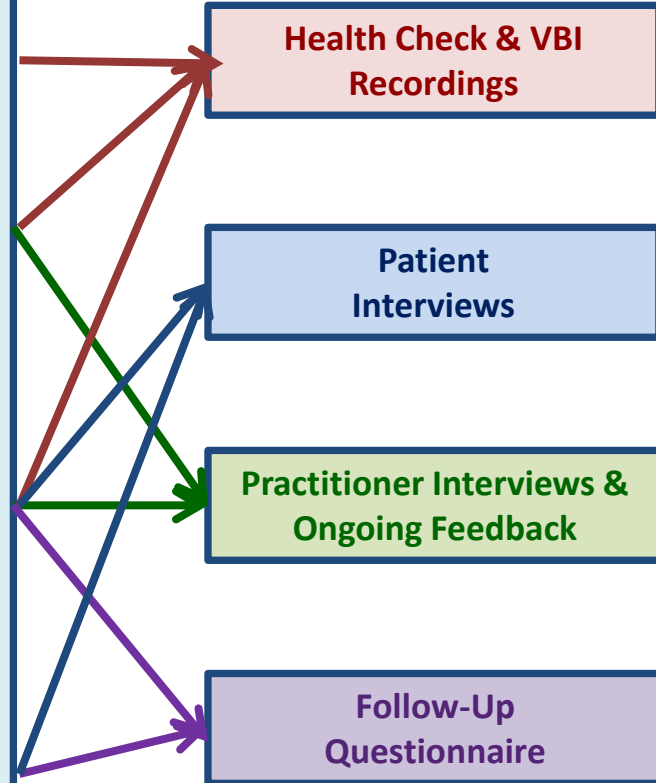 Health Check & VBI
Recordings
Patient
Interviews
Practitioner Interviews &
Ongoing Feedback
Follow-Up
Questionnaire